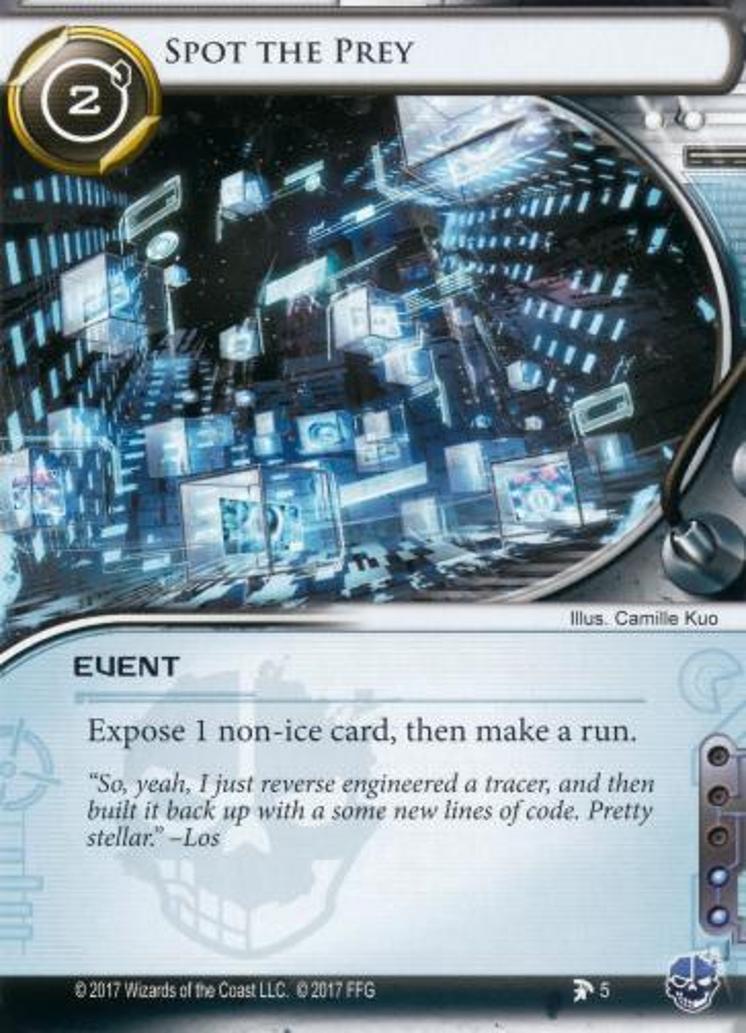 SPOT THE PREY
2
Illus. Camille Kuo
EVENT
Expose 1 non-ice card, then make a run.
“So, yeah, I just reverse engineered a tracer, and then
built it back up with a some new lines of code. Pretty
stellar.” –Los
© 2017 Wizards of the Coast LLC. © 2017 FFG
5